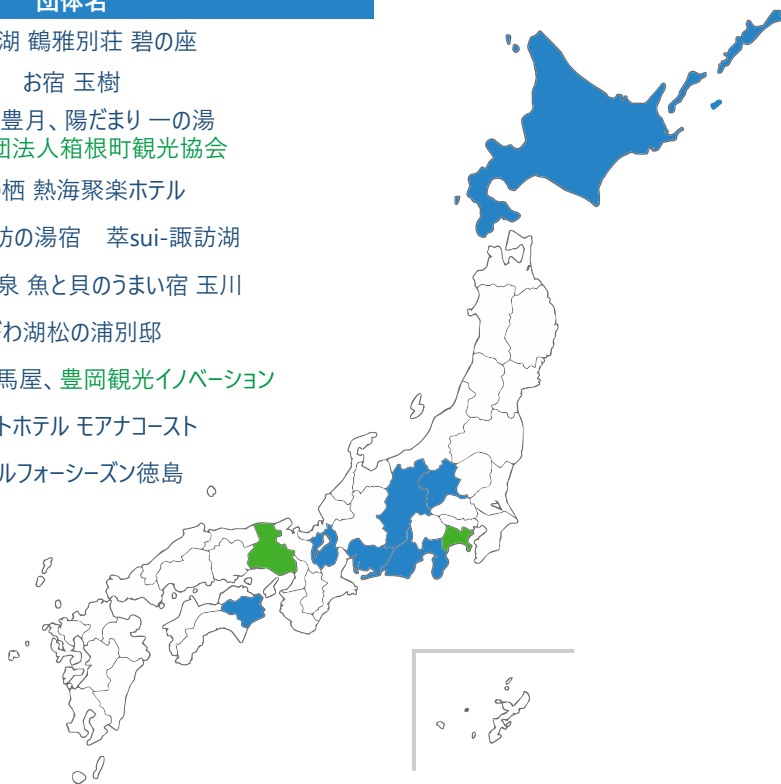 団体名
湖 鶴雅別荘 碧の座
お宿 玉樹
豊月、陽だまり 一の湯
団法人箱根町観光協会
栖 熱海聚楽ホテル
訪の湯宿　萃sui-諏訪湖
泉 魚と貝のうまい宿 玉川
わ湖松の浦別邸
馬屋、豊岡観光イノベーション
トホテル モアナコースト
ルフォーシーズン徳島